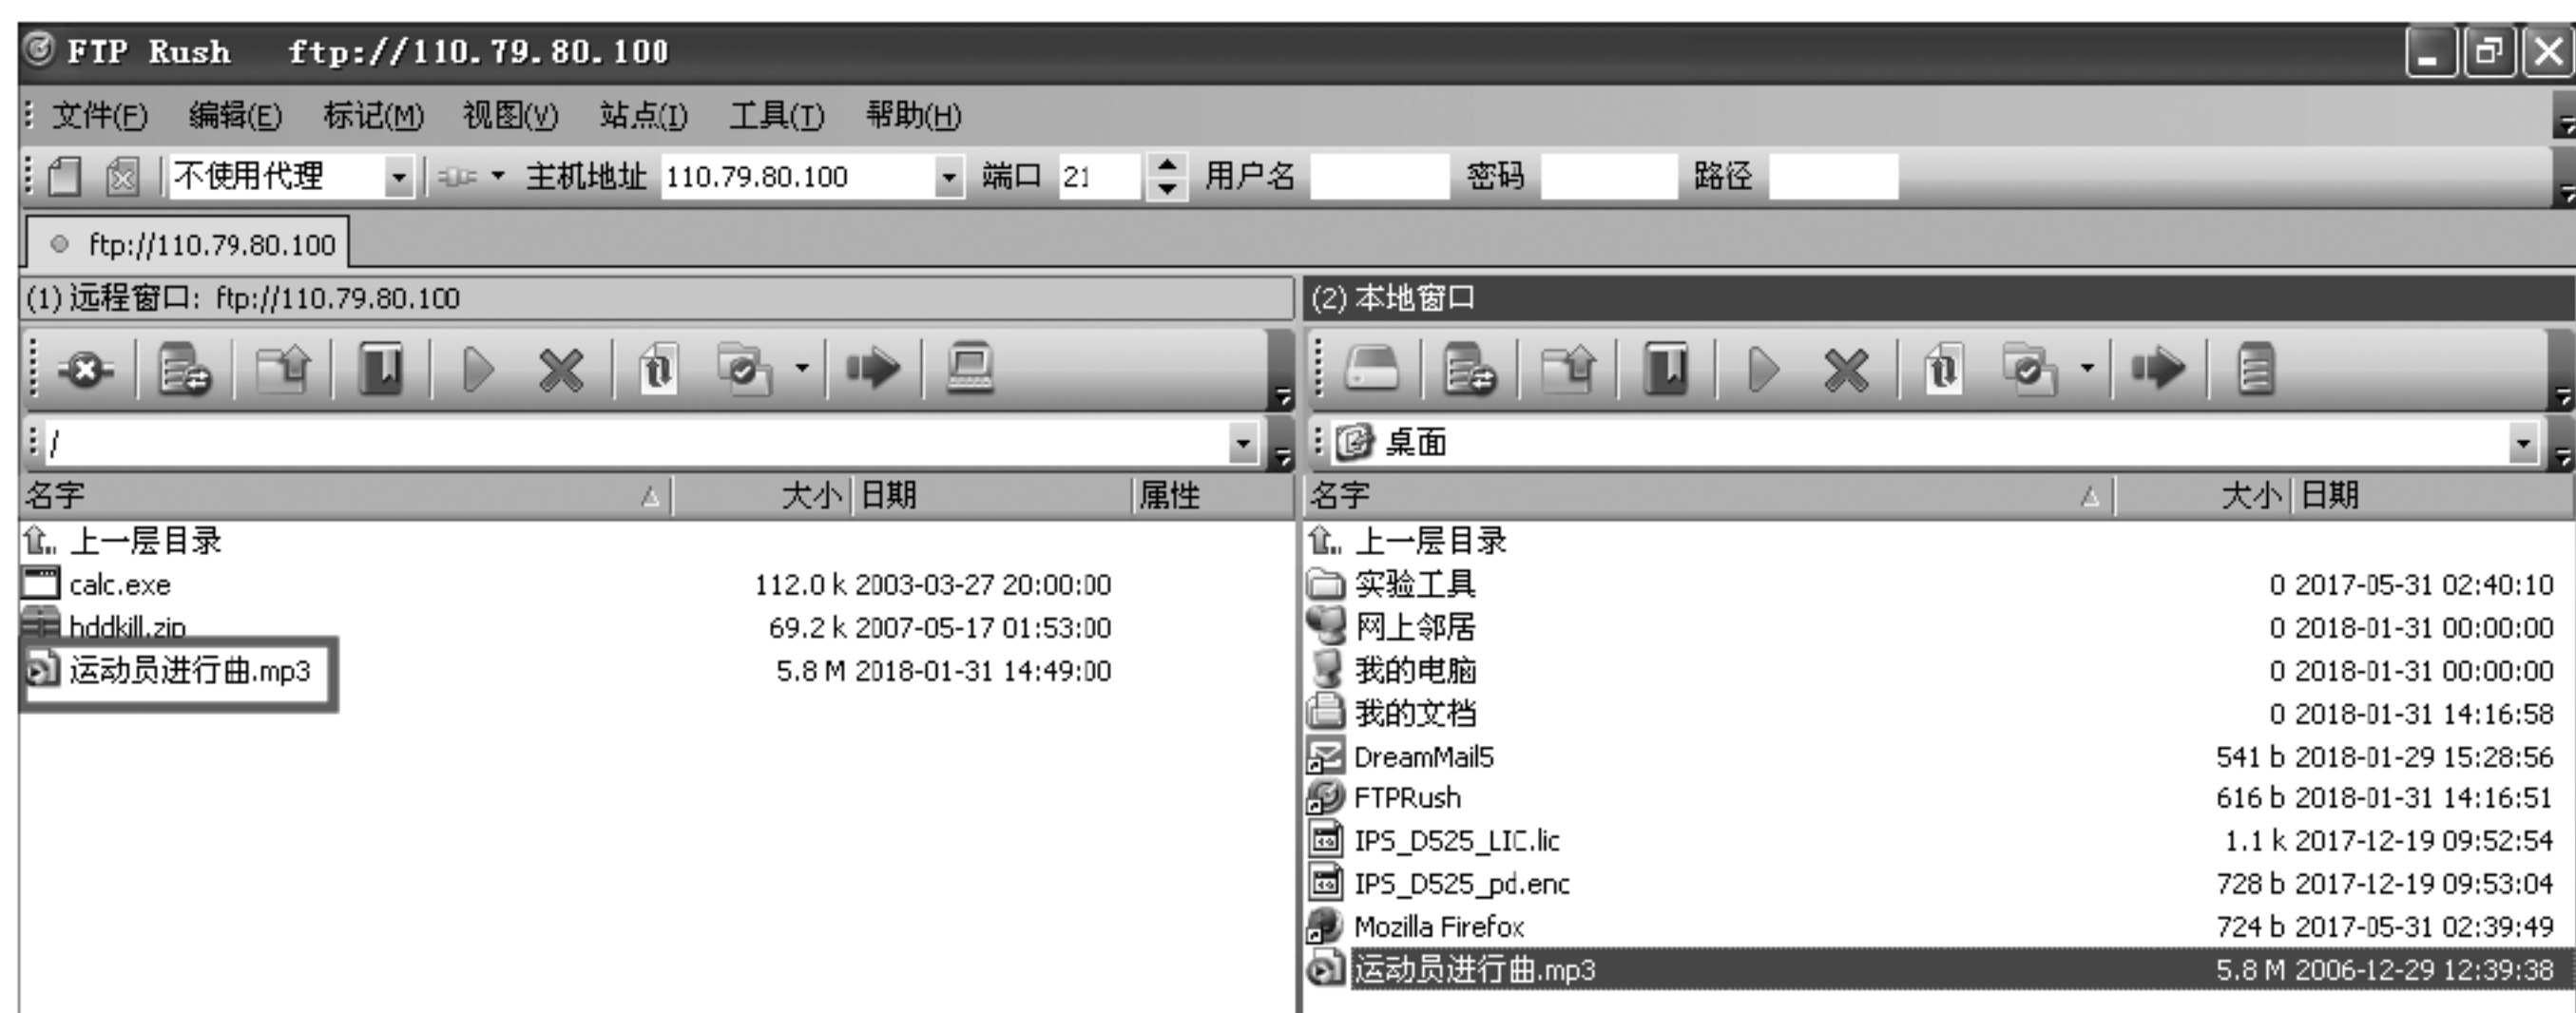 FTP Rush ftp://110.79.80.100
文件(F) 编辑(E) 标记(M) 视图(V) 站点(I) 工具(T) 帮助(H)
不使用代理 主机地址 110.79.80.100 端口 21 用户名 密码 路径
ftp://110.79.80.100
(1) 远程窗口: ftp://110.79.80.100
/
名字 大小 日期 属性
上一层目录
calc.exe 112.0 k 2003-03-27 20:00:00
hddkill.zip 69.2 k 2007-05-17 01:53:00
运动员进行曲.mp3 5.8 M 2018-01-31 14:49:00
(2) 本地窗口
桌面
名字 大小 日期
上一层目录
实验工具 0 2017-05-31 02:40:10
网上邻居 0 2018-01-31 00:00:00
我的电脑 0 2018-01-31 00:00:00
我的文档 0 2018-01-31 14:16:58
DreamMail5 541 b 2018-01-29 15:28:56
FTPRush 616 b 2018-01-31 14:16:51
IPS_D525_LIC.lic 1.1 k 2017-12-19 09:52:54
IPS_D525_pd.enc 728 b 2017-12-19 09:53:04
Mozilla Firefox 724 b 2017-05-31 02:39:49
运动员进行曲.mp3 5.8 M 2006-12-29 12:39:38